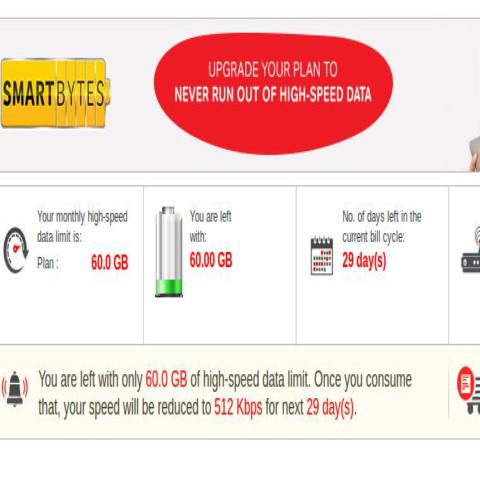 UPGRADE YOUR PLAN TO
SMARTBYTES
NEVER RUN OUT OF HIGH-SPEED DATA
Your monthly high-speed
data limit is:
Plan : 60.0 GB
You are left
with:
60.00 GB
No. of days left in the
current bill cycle:
29 day(s)
You are left with only 60.0 GB of high-speed data limit. Once you consume
that, your speed will be reduced to 512 Kbps for next 29 day(s).